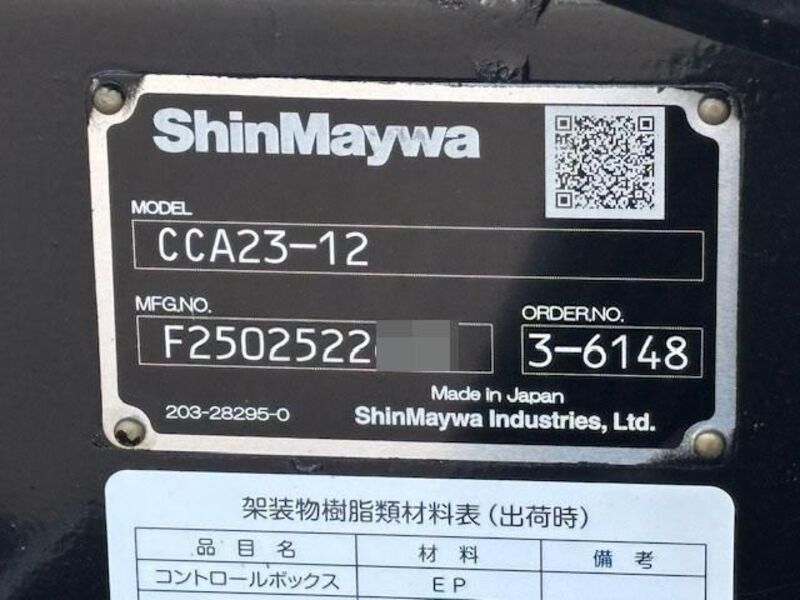 ShinMaywa
MODEL
CCA23-12
MFG.NO.
F2502522
ORDER.NO.
3-6148
Made in Japan
203-28295-0
ShinMaywa Industries, Ltd.
架装物樹脂類材料表（出荷時）
品 目 名 材 料 備 考
コントロールボックス EP